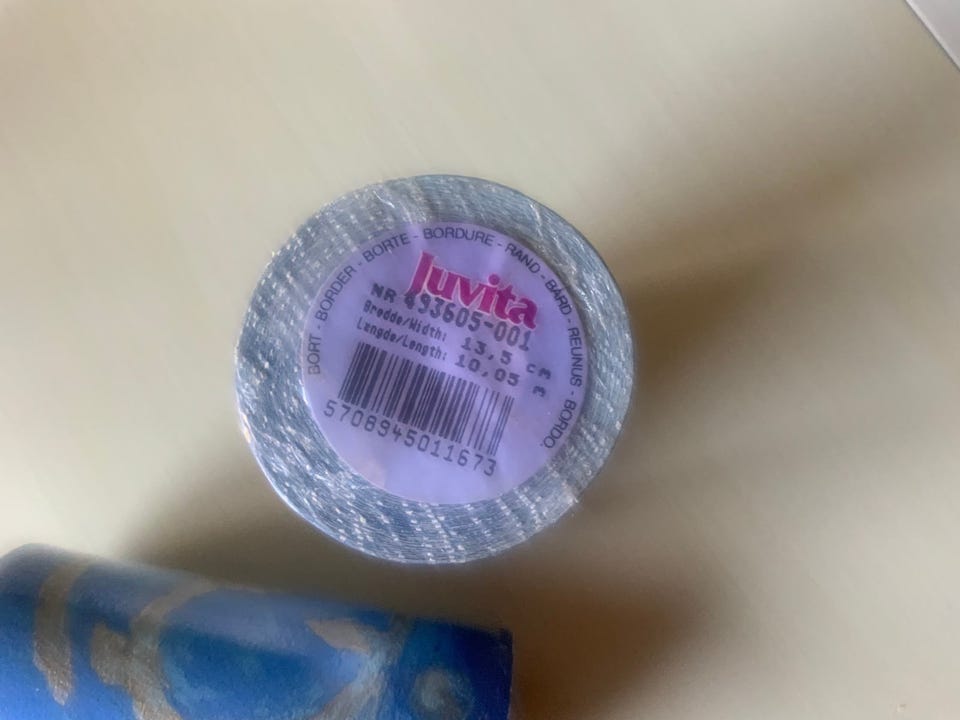 BORT - BORDER - BORTE - BORDURE - RAND - BÅRD - REUNUS - BORDO.
Juvita
NR 493605-001
Bredde/Width: 13,5 cm
Længde/Length: 10,05 m
5708945011673